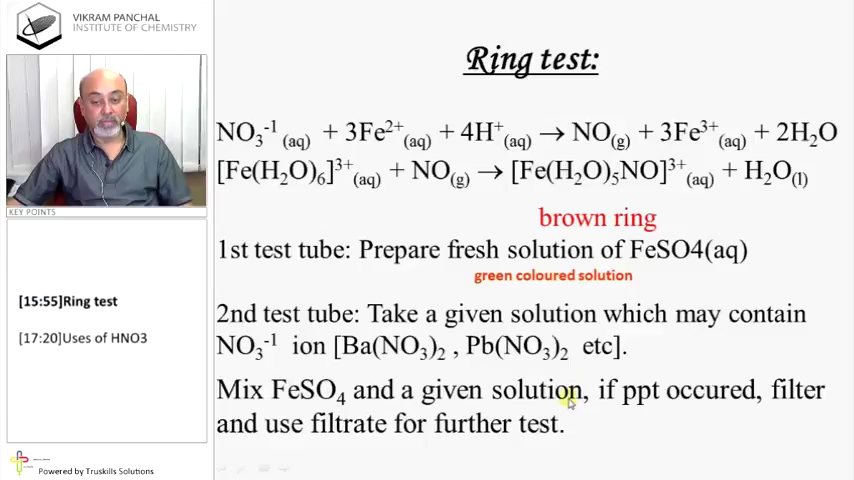 VIKRAM PANCHAL
INSTITUTE OF CHEMISTRY
Ring test:
NO₃⁻¹ (aq) + 3Fe²⁺(aq) + 4H⁺(aq) → NO(g) + 3Fe³⁺(aq) + 2H₂O
[Fe(H₂O)₆]³⁺(aq) + NO(g) → [Fe(H₂O)₅NO]³⁺(aq) + H₂O(l)
brown ring
1st test tube: Prepare fresh solution of FeSO4(aq)
green coloured solution
2nd test tube: Take a given solution which may contain
NO₃⁻¹ ion [Ba(NO₃)₂ , Pb(NO₃)₂ etc].
Mix FeSO₄ and a given solution, if ppt occured, filter
and use filtrate for further test.
KEY POINTS
[15:55]Ring test
[17:20]Uses of HNO3
Powered by Truskills Solutions